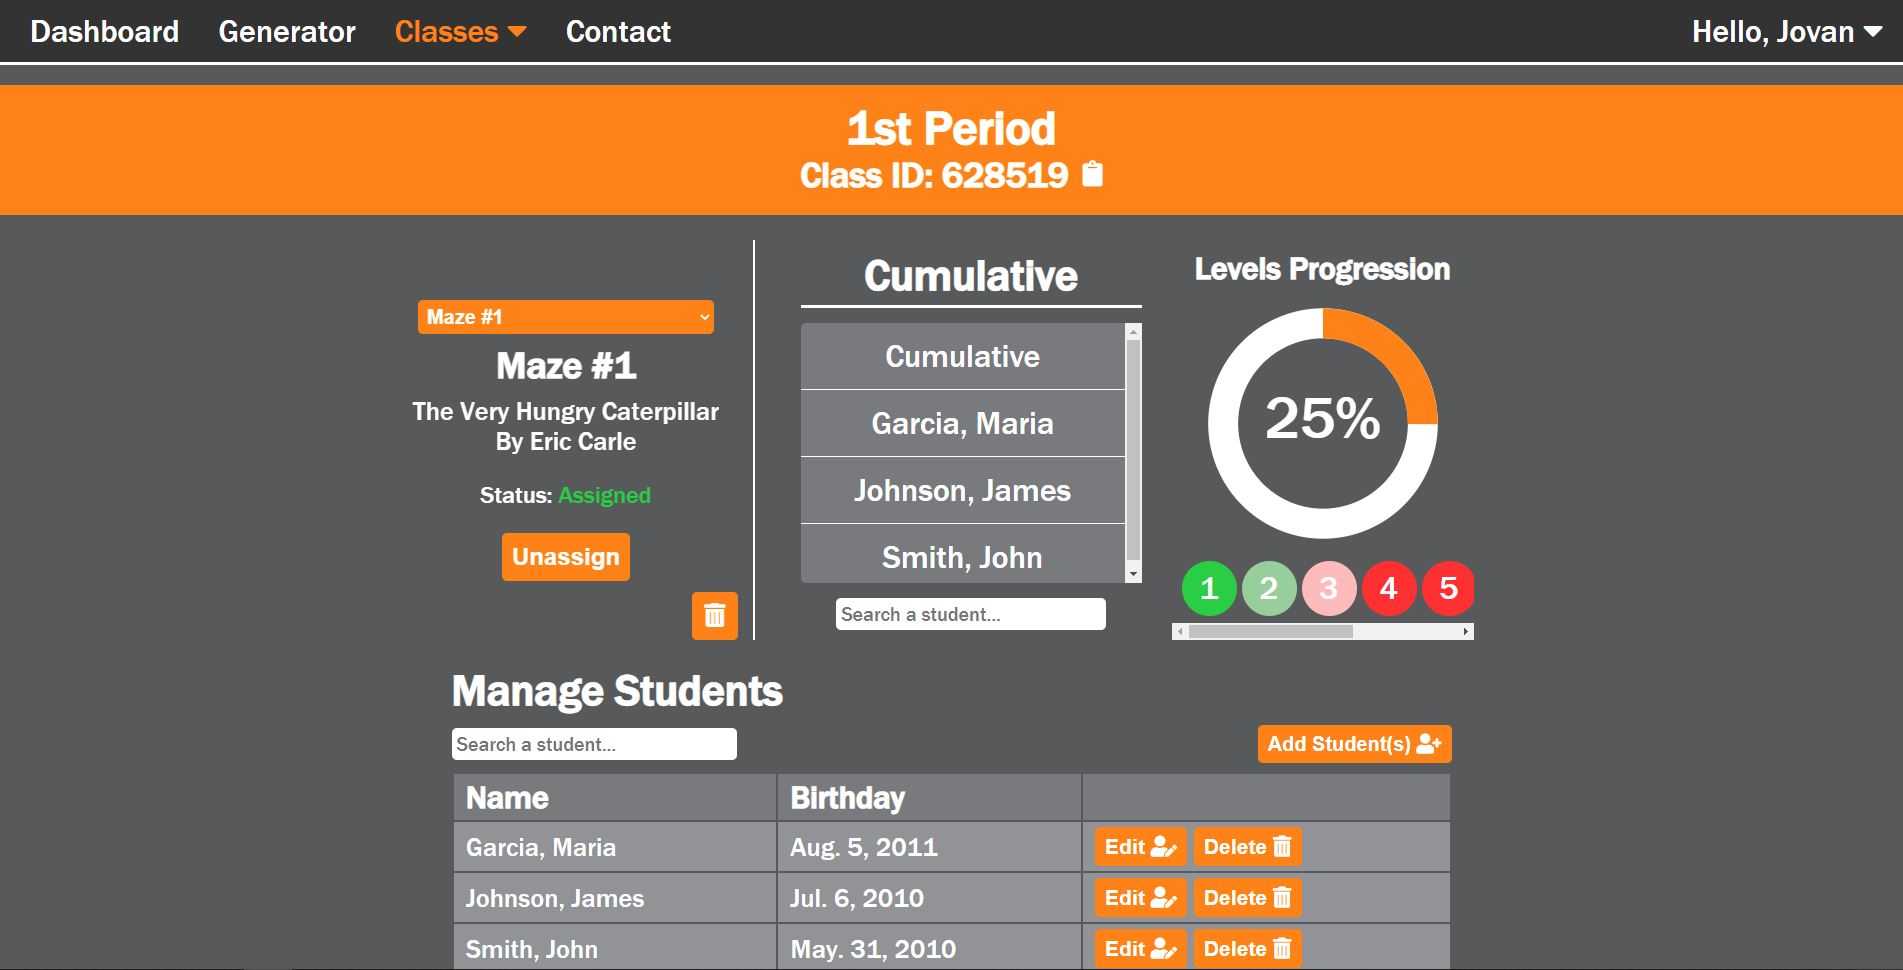 Dashboard Generator Classes Contact Hello, Jovan
1st Period
Class ID: 628519
Maze #1
Maze #1
The Very Hungry Caterpillar
By Eric Carle
Status: Assigned
Unassign
Cumulative
Cumulative
Garcia, Maria
Johnson, James
Smith, John
Search a student...
Levels Progression
25%
1 2 3 4 5
Manage Students
Search a student...
Add Student(s)
Name Birthday
Garcia, Maria Aug. 5, 2011 Edit Delete
Johnson, James Jul. 6, 2010 Edit Delete
Smith, John May. 31, 2010 Edit Delete